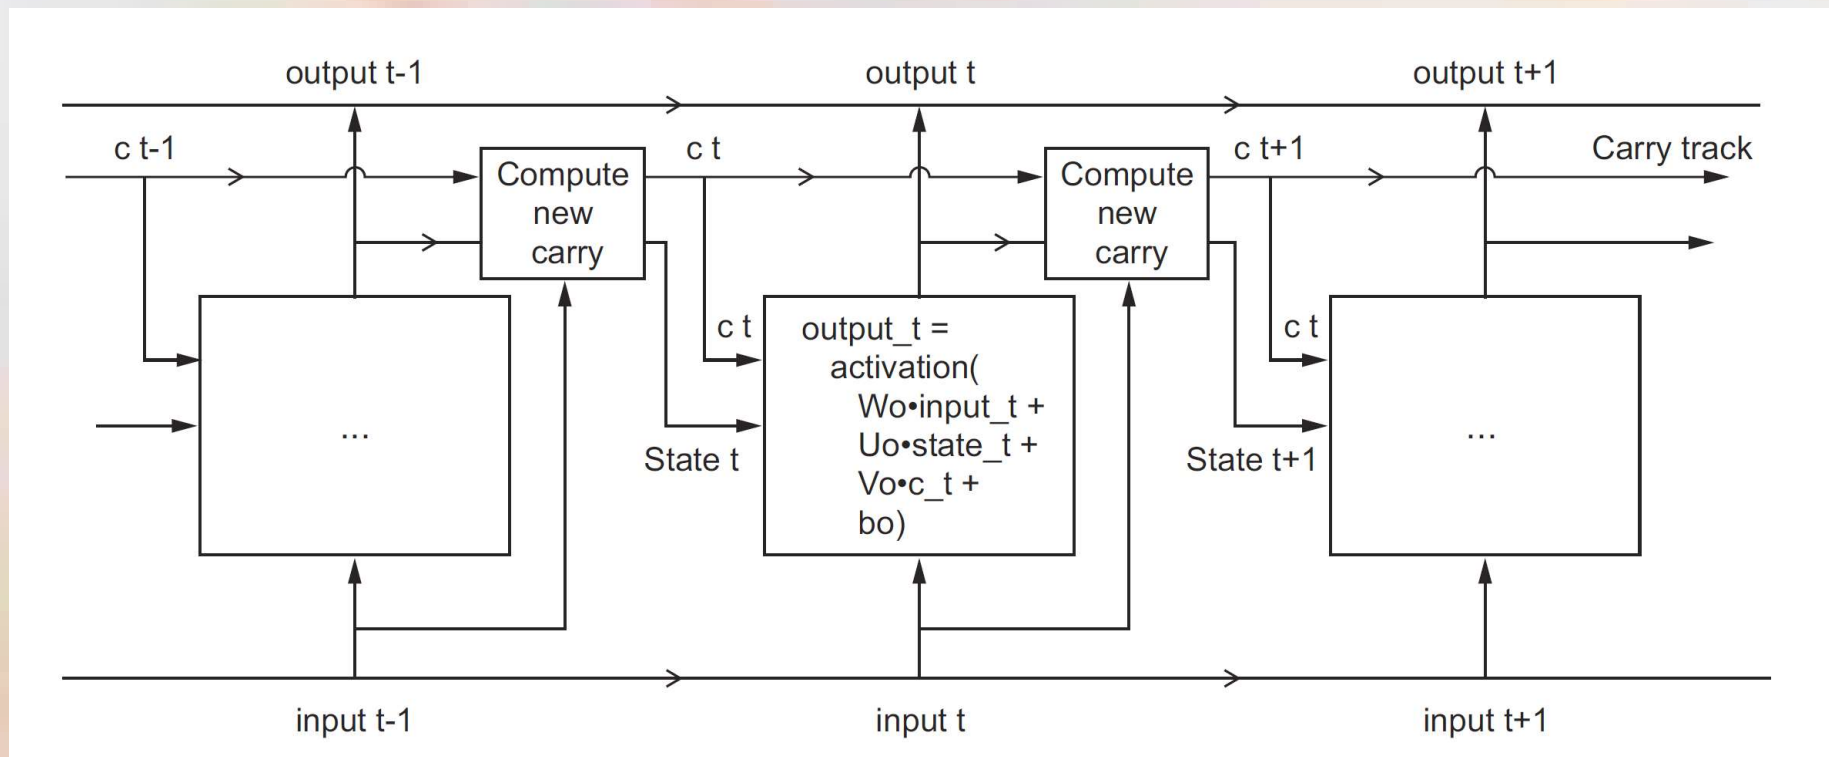 output t-1
output t
output t+1
c t-1
c t
c t+1
Carry track
Compute
new
carry
Compute
new
carry
c t
c t
output_t =
activation(
Wo•input_t +
Uo•state_t +
Vo•c_t +
bo)
...
...
State t
State t+1
input t-1
input t
input t+1